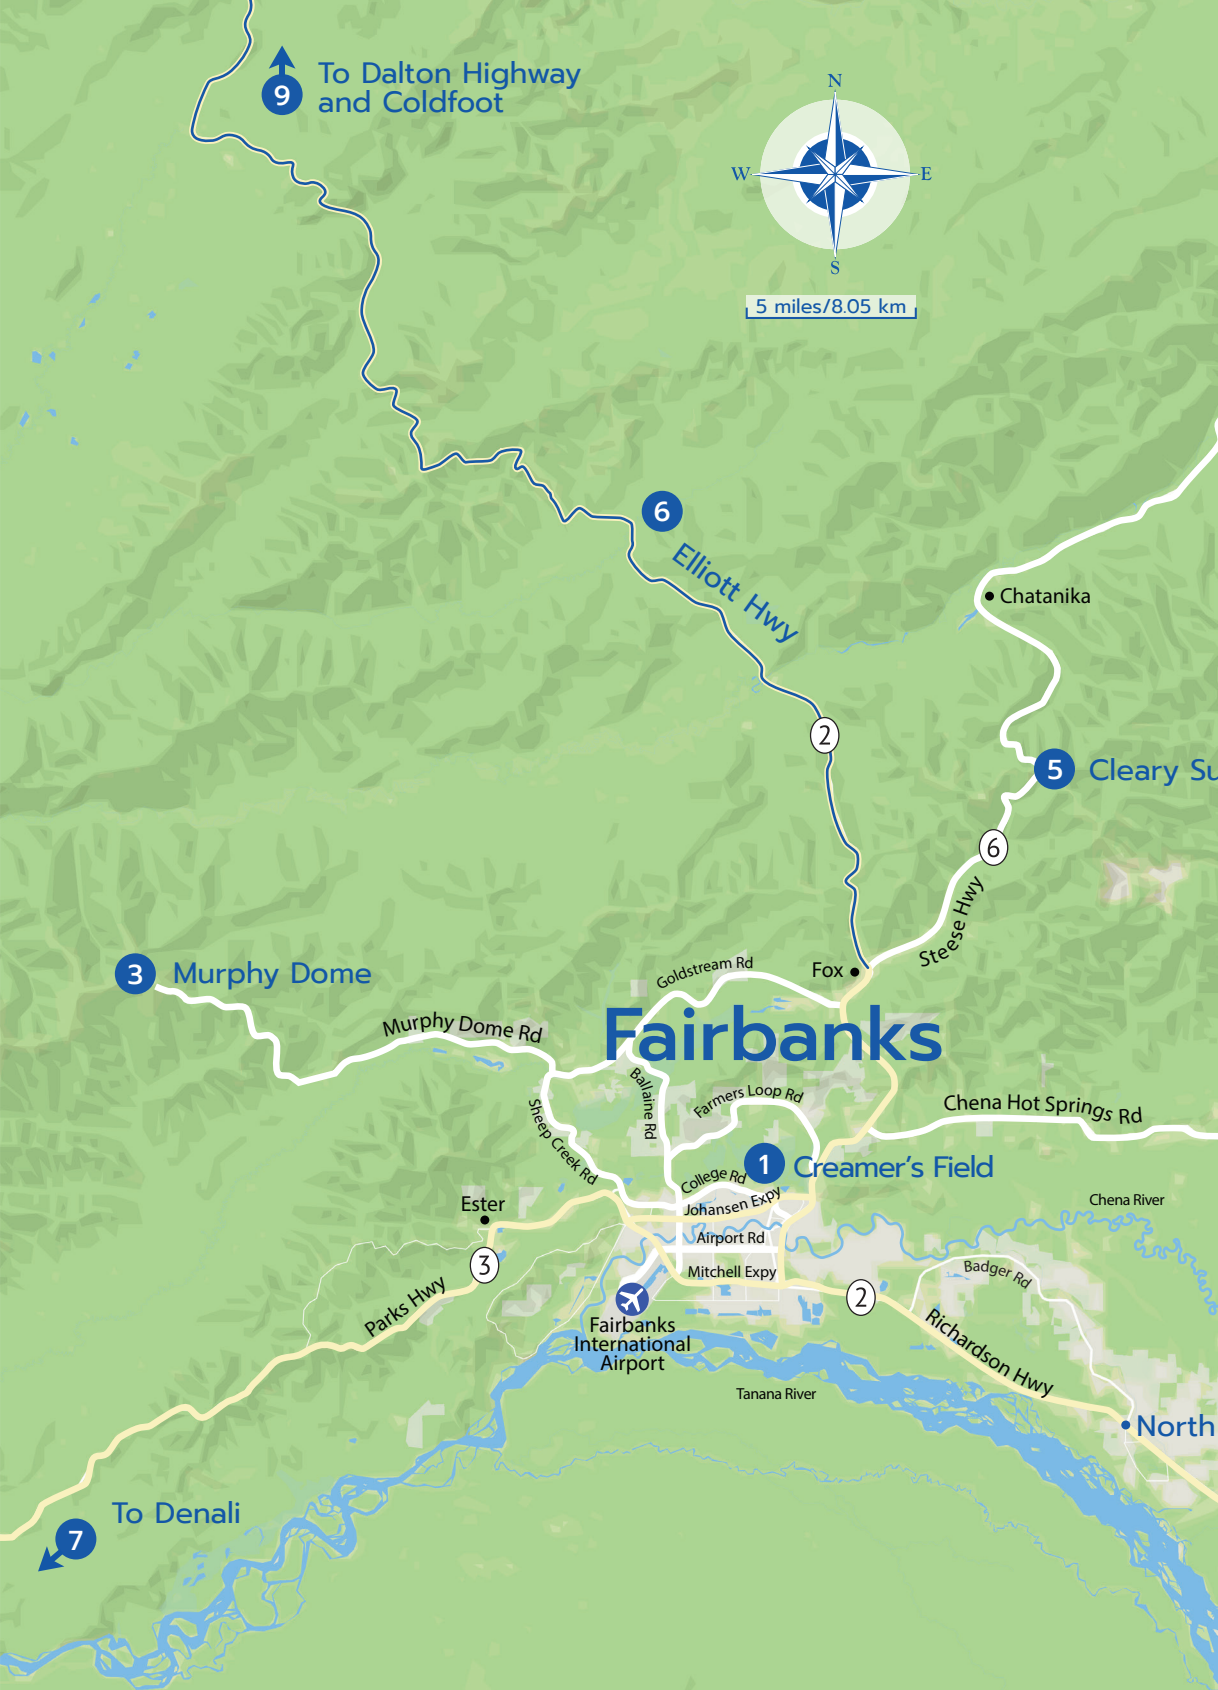 9
To Dalton Highway
and Coldfoot
N
W
E
S
5 miles/8.05 km
6
Elliott Hwy
Chatanika
2
5
Cleary Su
6
Steese Hwy
3
Murphy Dome
Fox
Goldstream Rd
Fairbanks
Murphy Dome Rd
Ballaine Rd
Farmers Loop Rd
Chena Hot Springs Rd
Sheep Creek Rd
1
Creamer's Field
College Rd
Johansen Expy
Ester
Chena River
Airport Rd
3
Mitchell Expy
Badger Rd
2
Parks Hwy
Fairbanks
International
Airport
Richardson Hwy
Tanana River
North
To Denali
7